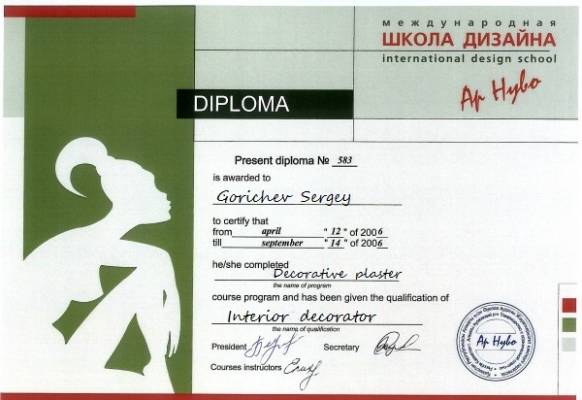 международная
ШКОЛА ДИЗАЙНА
international design school
Ар Нуво
DIPLOMA
Present diploma № 583
is awarded to
Gorichev Sergey
to certify that
from april "12" of 2006
till september "14" of 2006
he/she completed Decorative plaster
the name of program
course program and has been given the qualification of
Interior decorator
the name of qualification
President Secretary
Courses instructors
Ар Нуво